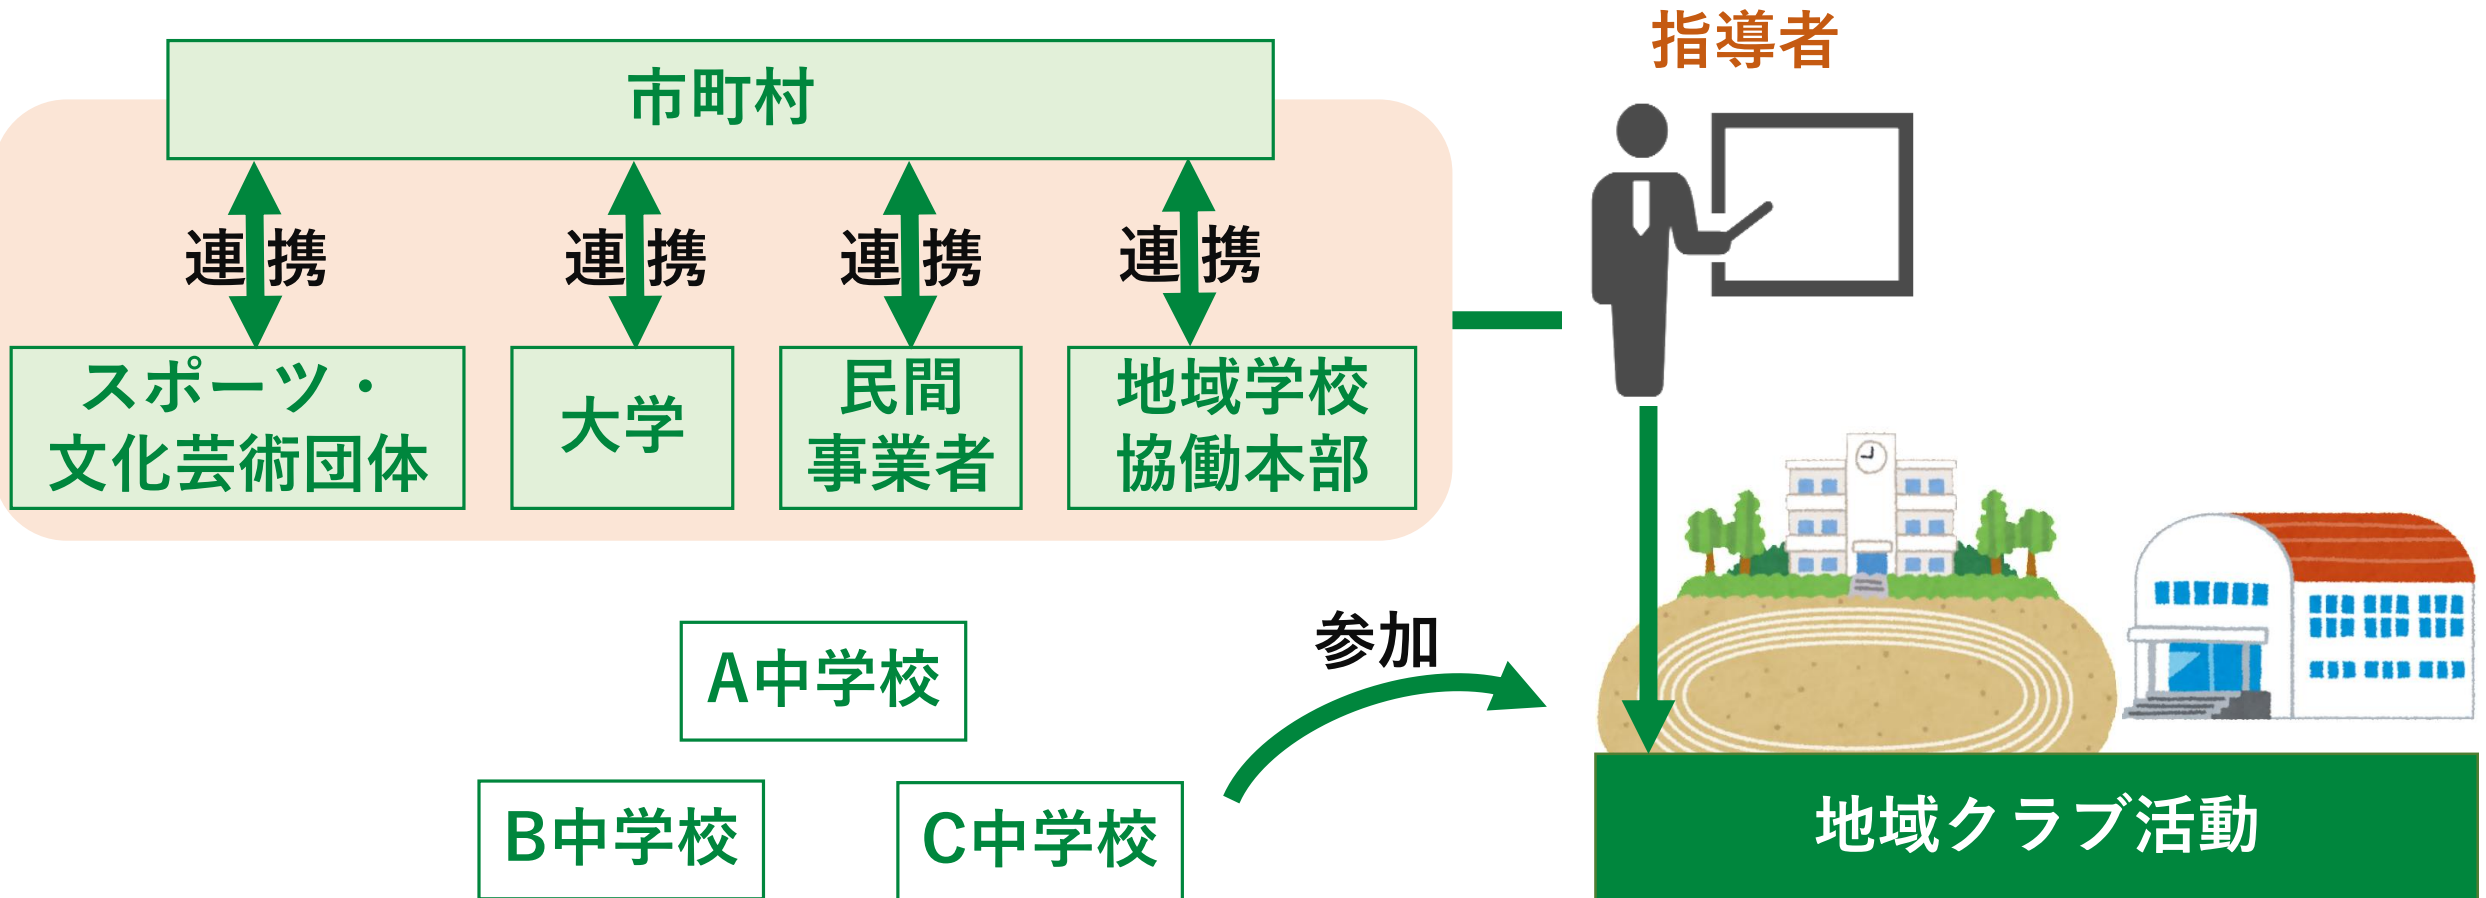 指導者
市町村
連携
連携
連携
連携
スポーツ・
文化芸術団体
大学
民間
事業者
地域学校
協働本部
参加
A中学校
B中学校
C中学校
地域クラブ活動